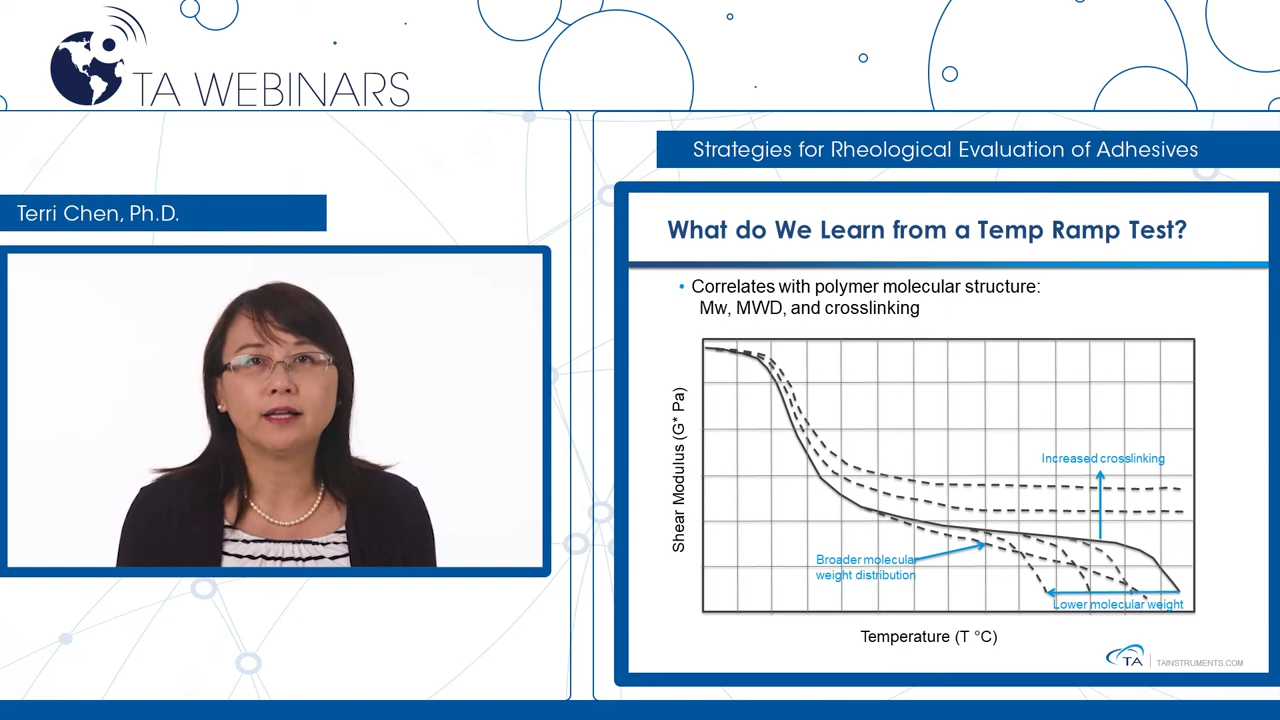 TA WEBINARS
Strategies for Rheological Evaluation of Adhesives
Terri Chen, Ph.D.
What do We Learn from a Temp Ramp Test?
• Correlates with polymer molecular structure:
Mw, MWD, and crosslinking
Shear Modulus (G* Pa)
Increased crosslinking
Broader molecular
weight distribution
Lower molecular weight
Temperature (T °C)
TA
TAINSTRUMENTS.COM